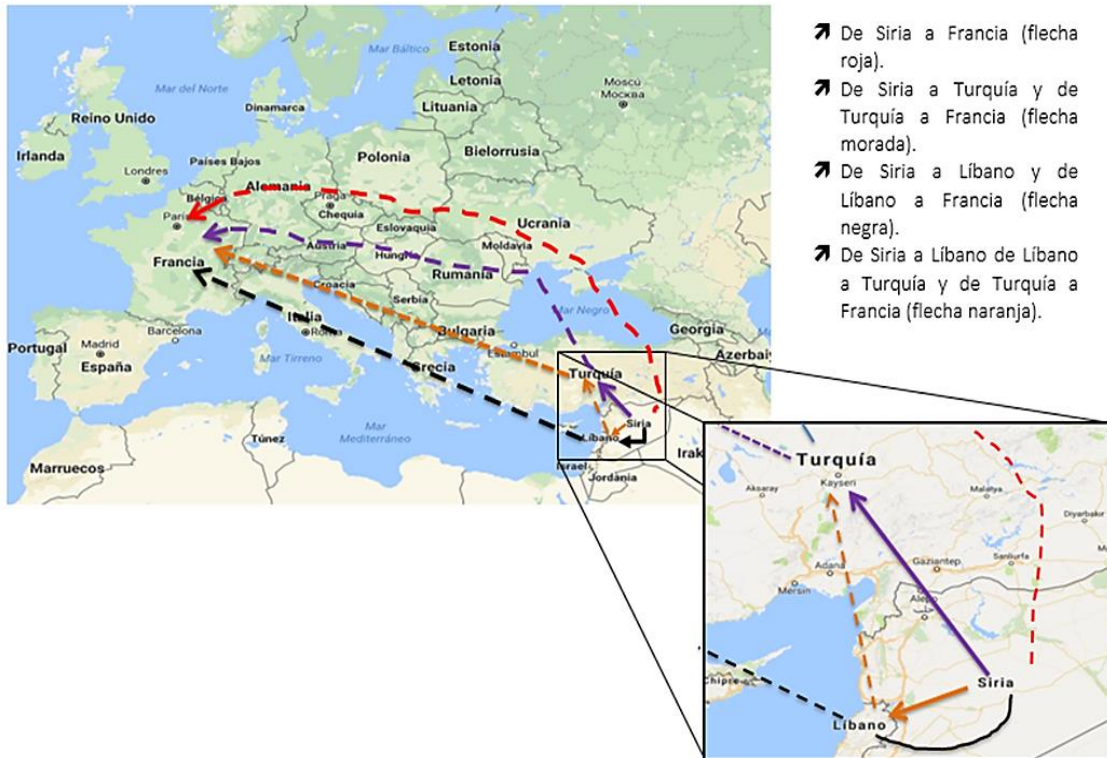 Estonia
Mar Báltico
Letonia
Moscú
Москва
Mar del Norte
Dinamarca
Lituania
Reino Unido
Irlanda
Bielorrusia
Países Bajos
Polonia
Londres
Alemania
Bélgica
Praga
París
Chequia
Ucrania
Eslovaquia
Austria
Moldavia
Francia
Rumanía
Croacia
Serbia
Italia
Mar Negro
Barcelona
Roma
Bulgaria
Georgia
Portugal
Madrid
Estambul
Azerbaiy
España
Mar Tirreno
Grecia
Turquía
Siria
Mar
Mediterráneo
Túnez
Líbano
Irak
Marruecos
Israel
Jordania
De Siria a Francia (flecha
roja).
De Siria a Turquía y de
Turquía a Francia (flecha
morada).
De Siria a Líbano y de
Líbano a Francia (flecha
negra).
De Siria a Líbano de Líbano
a Turquía y de Turquía a
Francia (flecha naranja).
Turquía
Kayseri
Aksaray
Malatya
Diyarbakır
Adana
Gaziantep
Sanliurfa
Mersin
Alepo
حلب
Chipre
Siria
Líbano